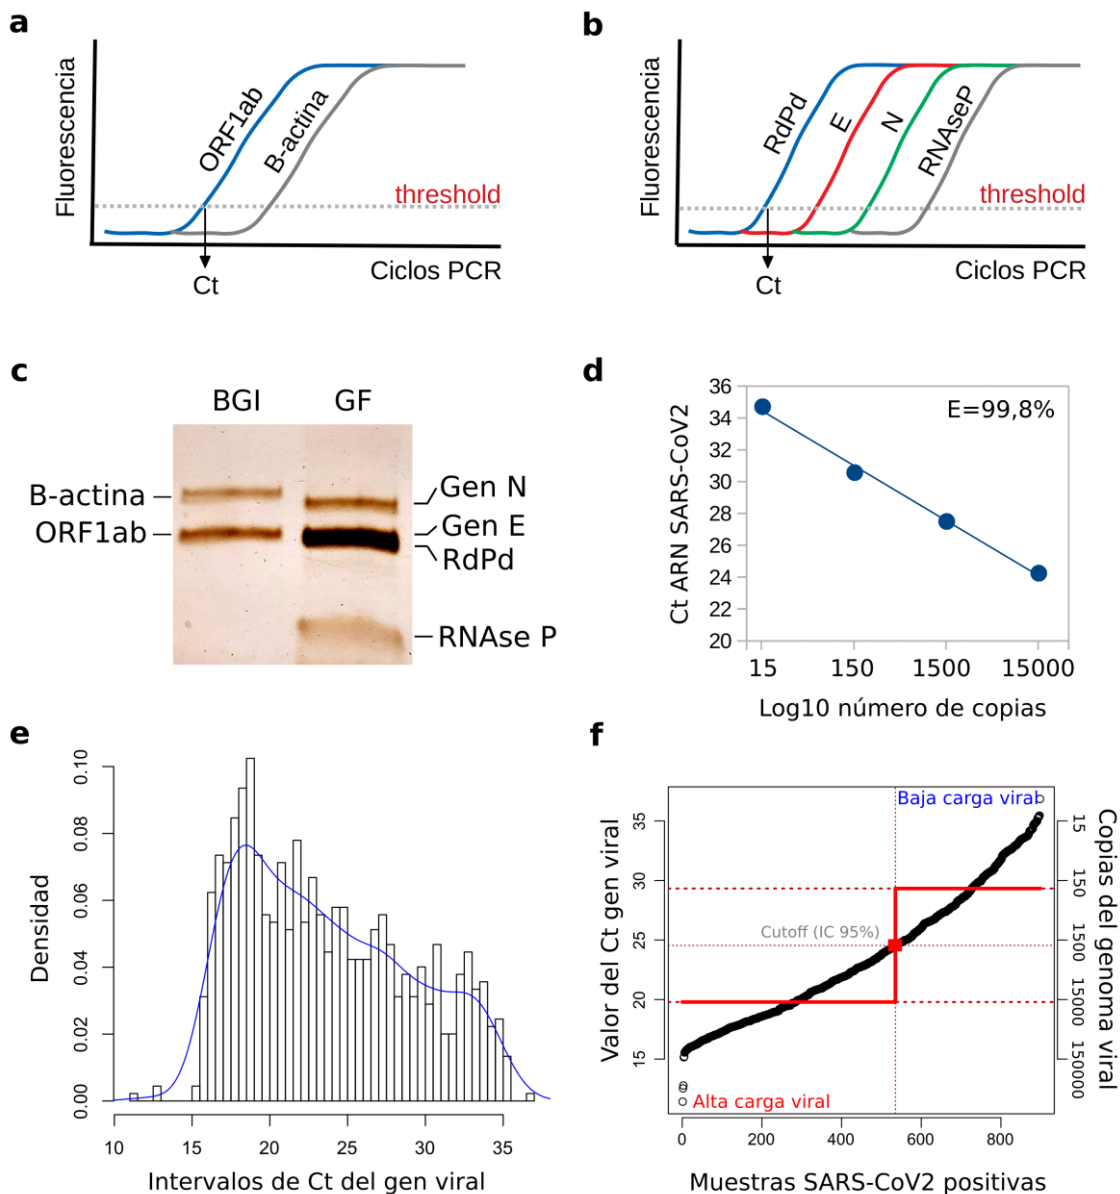 a
Fluorescencia
ORF1ab
B-actina
threshold
Ciclos PCR
Ct
b
Fluorescencia
RdPd
E
N
RNAseP
threshold
Ciclos PCR
Ct
c
BGI
GF
B-actina
ORF1ab
Gen N
Gen E
RdPd
RNAse P
d
Ct ARN SARS-CoV2
36
34
32
30
28
26
24
22
20
E=99,8%
15 150 1500 15000
Log10 número de copias
e
Densidad
0.10
0.08
0.06
0.04
0.02
0.00
10 15 20 25 30 35
Intervalos de Ct del gen viral
f
Valor del Ct gen viral
35
30
25
20
15
Baja carga viral
Cutoff (IC 95%)
Alta carga viral
15
150
1500
15000
150000
Copias del genoma viral
0 200 400 600 800
Muestras SARS-CoV2 positivas